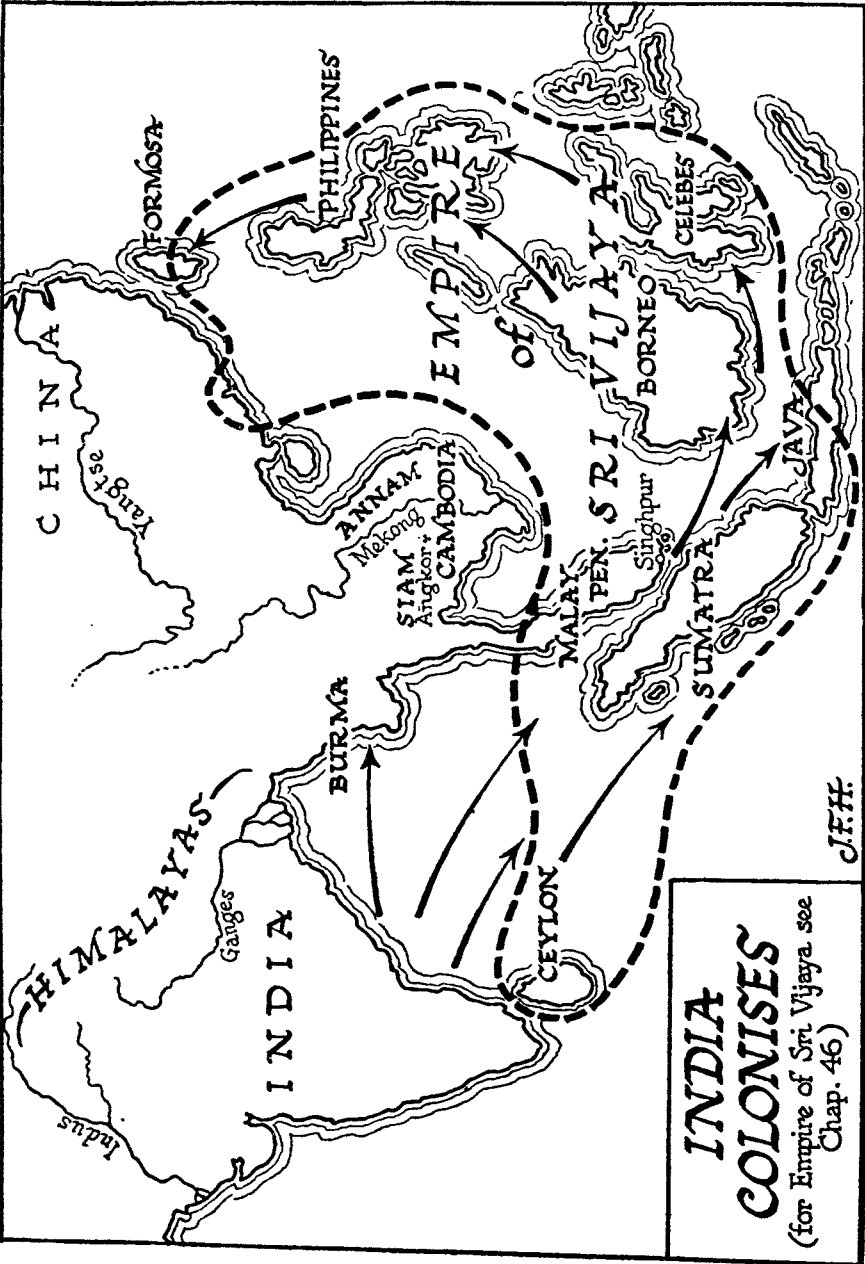 HIMALAYAS
Indus
Ganges
INDIA
CHINA
Yangtse
BURMA
FORMOSA
PHILIPPINES
ANNAM
Mekong
SIAM
Angkor
CAMBODIA
EMPIRE
of
SRI VIJAYA
MALAY
PEN.
Singhpur
BORNEO
CELEBES
CEYLON
SUMATRA
JAVA
INDIA
COLONISES
(for Empire of Sri Vijaya see
Chap. 46)
J.F.H.